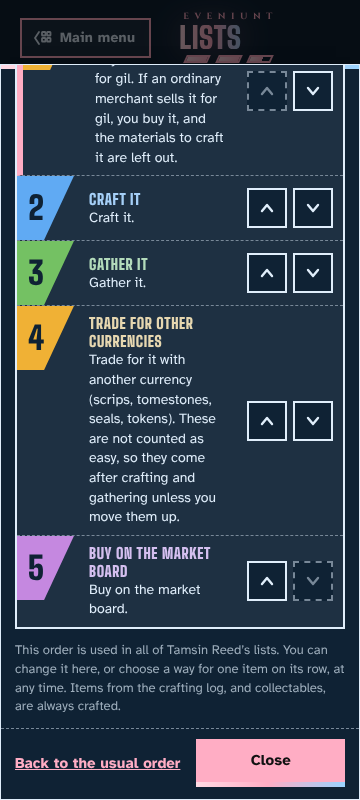 EVENIUNT
Main menu
LISTS
for gil. If an ordinary
merchant sells it for
gil, you buy it, and
the materials to craft
it are left out.
2
CRAFT IT
Craft it.
3
GATHER IT
Gather it.
4
TRADE FOR OTHER
CURRENCIES
Trade for it with
another currency
(scrips, tomestones,
seals, tokens). These
are not counted as
easy, so they come
after crafting and
gathering unless you
move them up.
5
BUY ON THE MARKET
BOARD
Buy on the market
board.
This order is used in all of Tamsin Reed's lists. You can
change it here, or choose a way for one item on its row, at
any time. Items from the crafting log, and collectables,
are always crafted.
Back to the usual order
Close